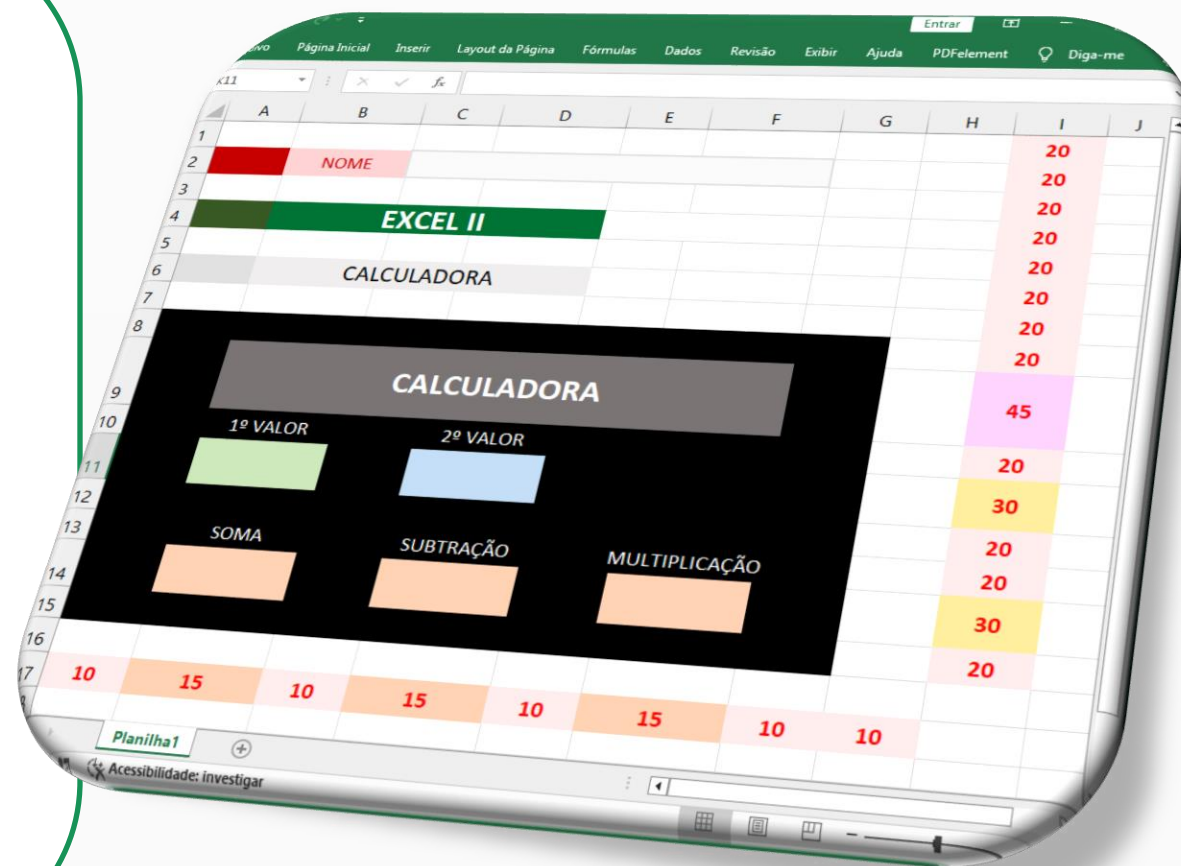 Entrar
Página Inicial Inserir Layout da Página Fórmulas Dados Revisão Exibir Ajuda PDFelement Diga-me
K11 fx
A B C D E F G H I J
1 20
2 NOME 20
3 20
4 EXCEL II 20
5 20
6 CALCULADORA 20
7 20
8 20
9 CALCULADORA 45
10 1º VALOR 2º VALOR 20
11 30
12 20
13 SOMA SUBTRAÇÃO MULTIPLICAÇÃO 20
14 30
15 20
16
17 10 15 10 15 10 15 10 10
Planilha1
Acessibilidade: investigar